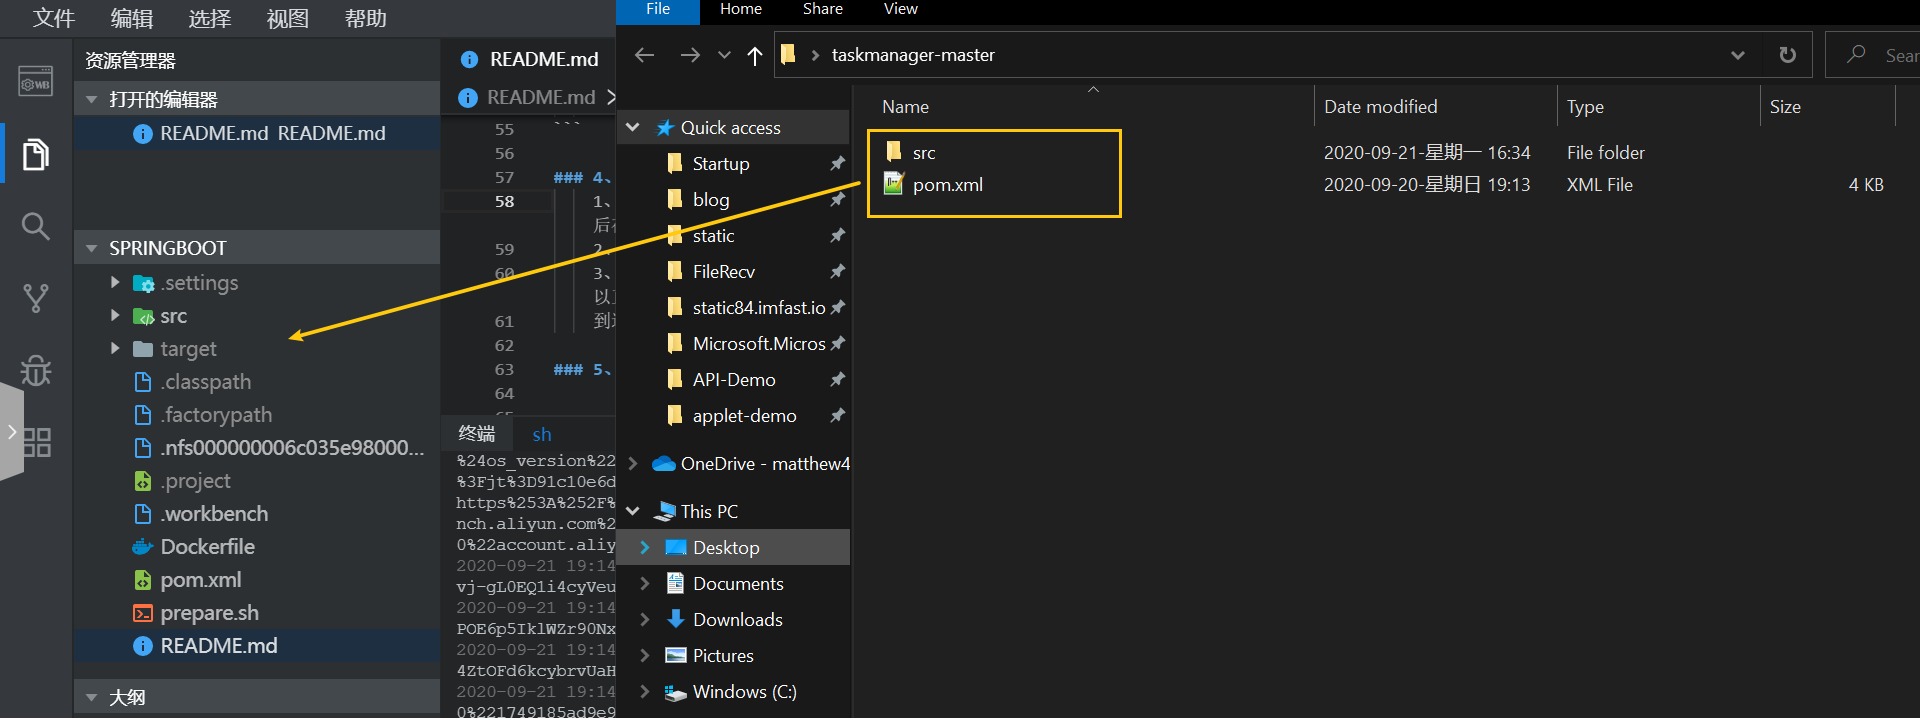 文件 编辑 选择 视图 帮助
资源管理器
打开的编辑器
README.md README.md
SPRINGBOOT
.settings
src
target
.classpath
.factorypath
.nfs000000006c035e98000...
.project
.workbench
Dockerfile
pom.xml
prepare.sh
README.md
大纲
WB
README.md
README.md
55 ```
56
57 ### 4、
58 1、
后
59 2、
60 3、
以
61 到
62
63 ### 5、
64
终端 sh
%24os_version%22
%3Fjt%3D91c10e6d
https%253A%252F%
nch.aliyun.com%2
0%22account.aliy
2020-09-21 19:14
vj-gL0EQ1i4cyVeu
2020-09-21 19:14
POE6p5IklWZr90Nx
2020-09-21 19:14
4ZtOFd6kcybrvUaH
2020-09-21 19:14
0%221749185ad9e9
File Home Share View
taskmanager-master
Sear
Quick access
Startup
blog
static
FileRecv
static84.imfast.io
Microsoft.Micros
API-Demo
applet-demo
OneDrive - matthew4
This PC
Desktop
Documents
Downloads
Pictures
Windows (C:)
Name Date modified Type Size
src 2020-09-21-星期一 16:34 File folder
pom.xml 2020-09-20-星期日 19:13 XML File 4 KB